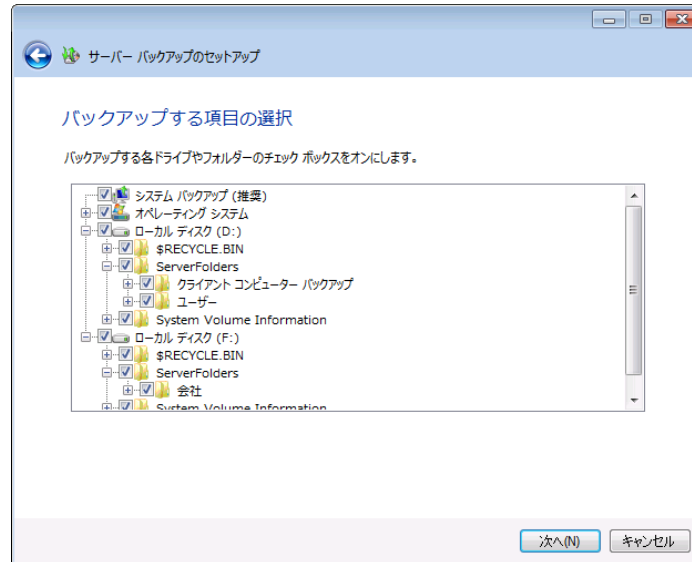 サーバー バックアップのセットアップ
バックアップする項目の選択
バックアップする各ドライブやフォルダーのチェック ボックスをオンにします。
システム バックアップ (推奨)
オペレーティング システム
ローカル ディスク (D:)
$RECYCLE.BIN
ServerFolders
クライアント コンピューター バックアップ
ユーザー
System Volume Information
ローカル ディスク (F:)
$RECYCLE.BIN
ServerFolders
会社
System Volume Information
次へ(N) キャンセル